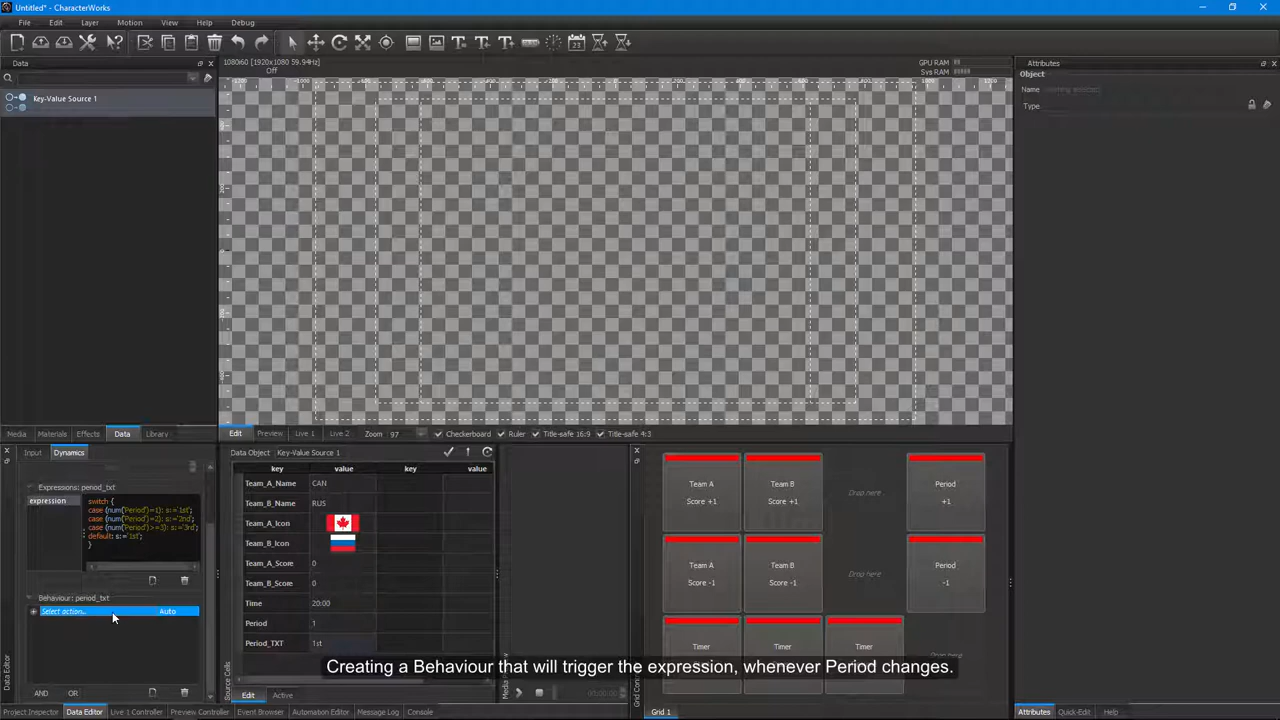 Untitled* - CharacterWorks
File Edit Layer Motion View Help Debug
Data
1080i60 [1920x1080 59.94Hz]
Off
GPU RAM
Sys RAM
Attributes
Object
Name
Type
Key-Value Source 1
Media Materials Effects Data Library
Edit Preview Live 1 Live 2 Zoom 97 Checkerboard Ruler Title-safe 16:9 Title-safe 4:3
Input Dynamics
Expressions: period_txt
expression
switch {
case (num('Period')=1): s:='1st';
case (num('Period')=2): s:='2nd';
case (num('Period')>=3): s:='3rd';
default: s:='1st';
}
Behaviour: period_txt
Select action... Auto
AND OR
Data Editor
Data Object Key-Value Source 1
key value key value
Team_A_Name CAN
Team_B_Name RUS
Team_A_Icon
Team_B_Icon
Team_A_Score 0
Team_B_Score 0
Time 20:00
Period 1
Period_TXT 1st
Source Cells
Edit Active
Team A
Score +1
Team B
Score +1
Drop here
Period
+1
Team A
Score -1
Team B
Score -1
Drop here
Period
-1
Timer
Timer
Timer
Creating a Behaviour that will trigger the expression, whenever Period changes.
Grid 1
Project Inspector Data Editor Live 1 Controller Preview Controller Event Browser Automation Editor Message Log Console
Attributes Quick-Edit Help